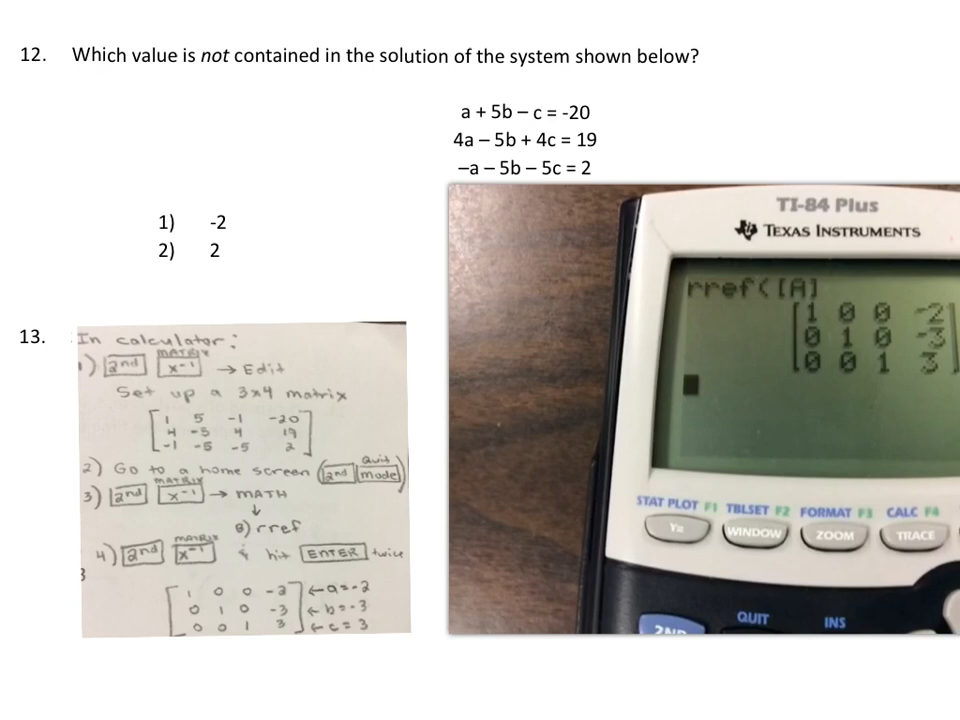 12. Which value is not contained in the solution of the system shown below?
a + 5b – c = -20
4a – 5b + 4c = 19
–a – 5b – 5c = 2
1) -2
2) 2
13.
In calculator:
MATRIX
1) 2nd x-1 → Edit
Set up a 3x4 matrix
1 5 -1 -20
4 -5 4 19
-1 -5 -5 2
Quit
2) Go to a home screen (2nd mode)
MATRIX
3) 2nd x-1 → MATH
↓
8) rref
MATRIX
4) 2nd x-1 & hit ENTER twice
3
1 0 0 -2 ← a=-2
0 1 0 -3 ← b=-3
0 0 1 3 ← c=3
TI-84 Plus
TEXAS INSTRUMENTS
rref([A]
[1 0 0 -2]
[0 1 0 -3]
[0 0 1 3]
STAT PLOT F1 TBLSET F2 FORMAT F3 CALC F4
Y= WINDOW ZOOM TRACE
QUIT INS
2ND